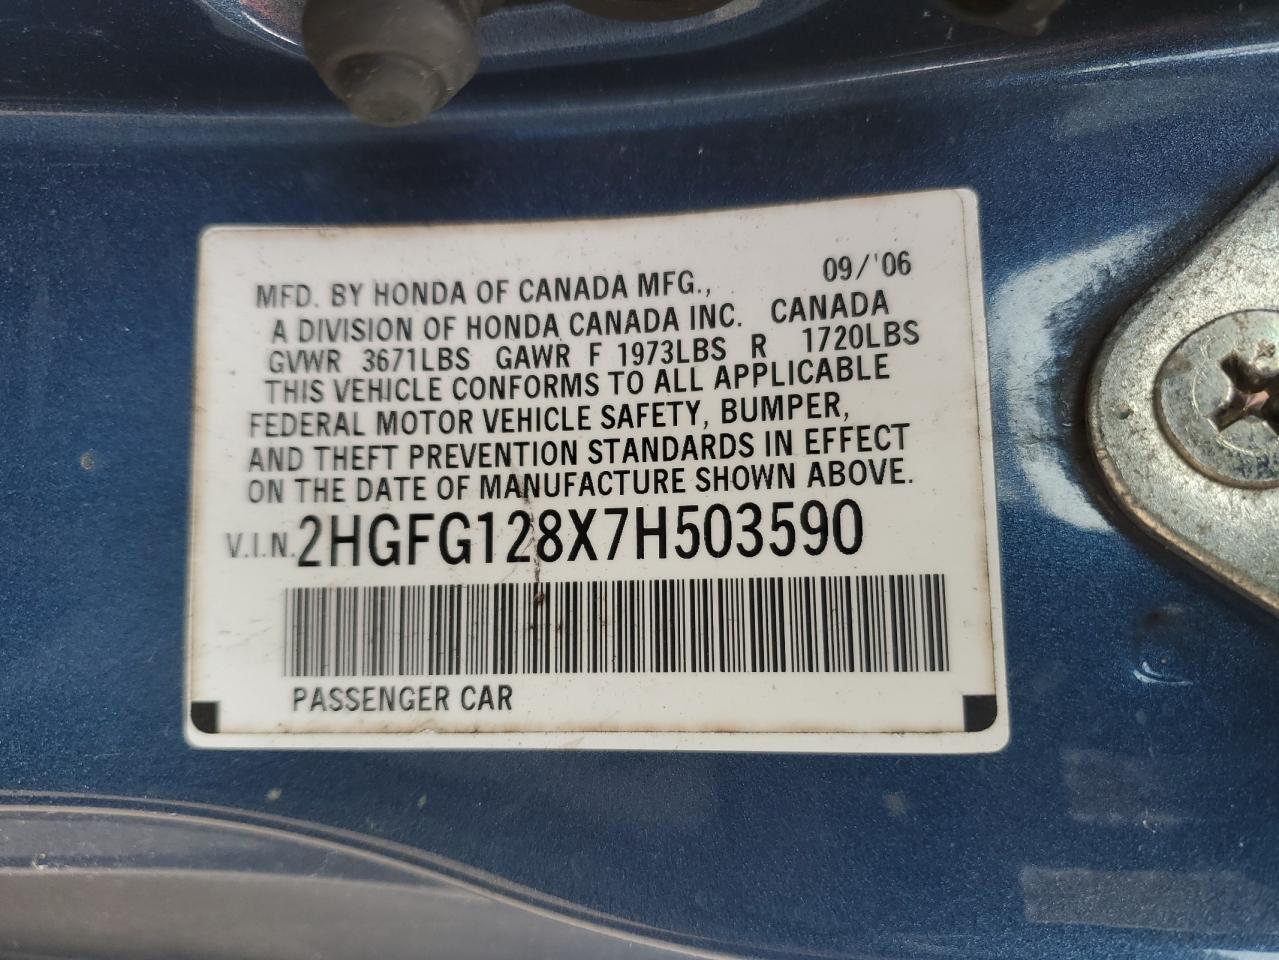 MFD. BY HONDA OF CANADA MFG., 09/'06
A DIVISION OF HONDA CANADA INC. CANADA
GVWR 3671LBS GAWR F 1973LBS R 1720LBS
THIS VEHICLE CONFORMS TO ALL APPLICABLE
FEDERAL MOTOR VEHICLE SAFETY, BUMPER,
AND THEFT PREVENTION STANDARDS IN EFFECT
ON THE DATE OF MANUFACTURE SHOWN ABOVE.
V.I.N. 2HGFG128X7H503590
PASSENGER CAR